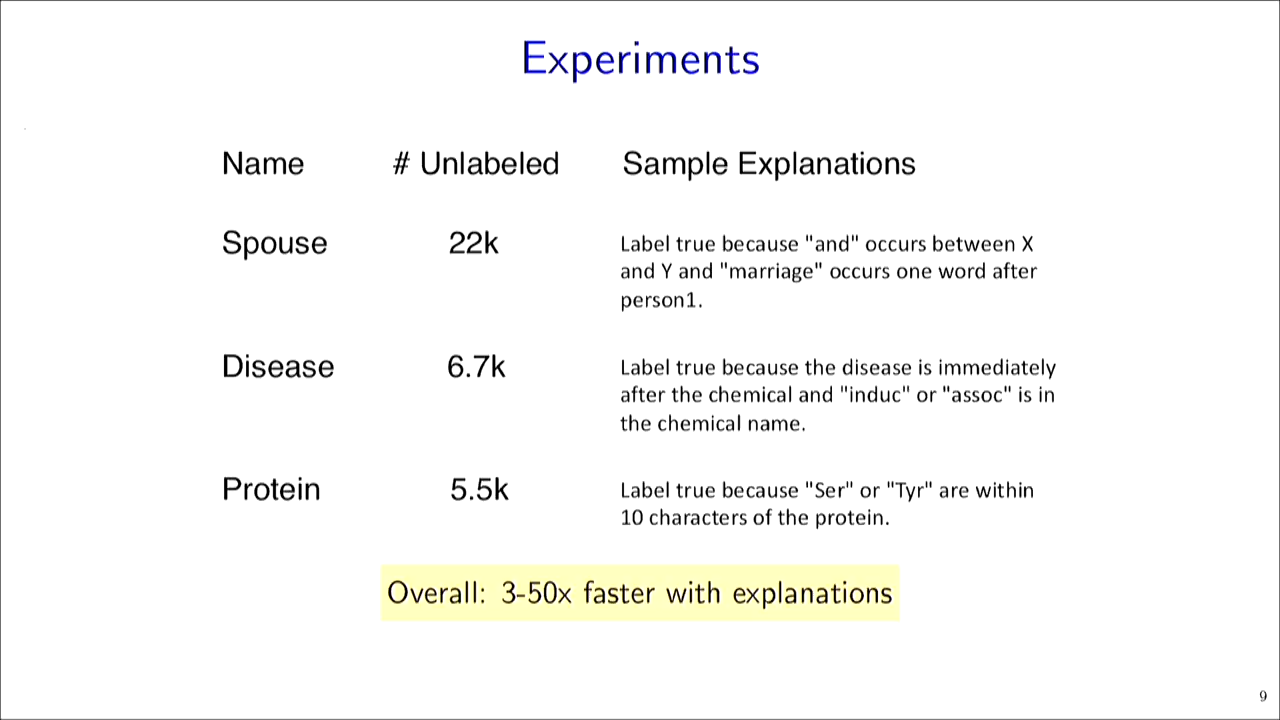 Experiments
Name # Unlabeled Sample Explanations
Spouse 22k Label true because "and" occurs between X
and Y and "marriage" occurs one word after
person1.
Disease 6.7k Label true because the disease is immediately
after the chemical and "induc" or "assoc" is in
the chemical name.
Protein 5.5k Label true because "Ser" or "Tyr" are within
10 characters of the protein.
Overall: 3-50x faster with explanations
9